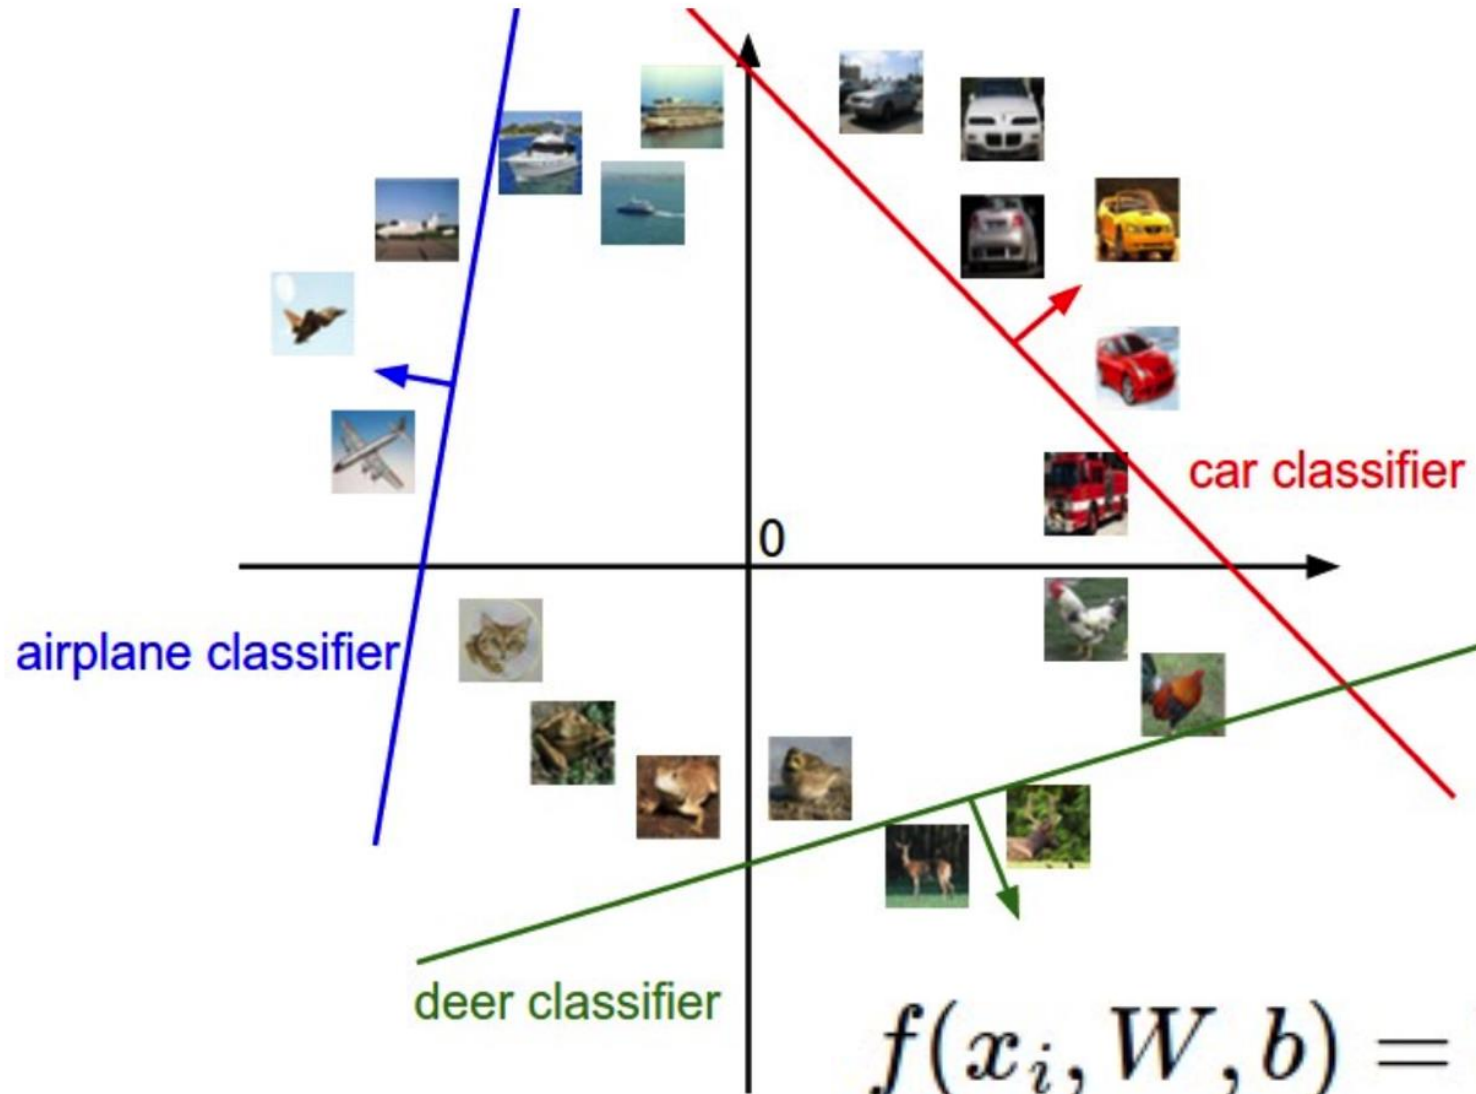 0
car classifier
airplane classifier
deer classifier
f(x_i, W, b) =